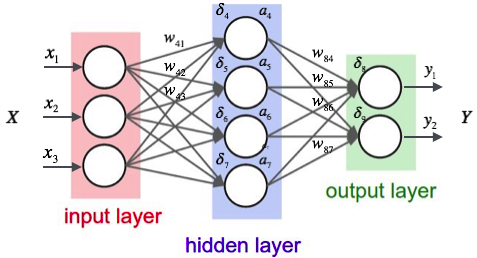 δ₄ a₄
x₁ w₄₁ w₈₄ y₁
w₄₂ δ₅ a₅ w₈₅ δ₈
X x₂ w₄₃ δ₆ a₆ w₈₆ δ₉ y₂ Y
x₃ δ₇ a₇ w₈₇
input layer
output layer
hidden layer